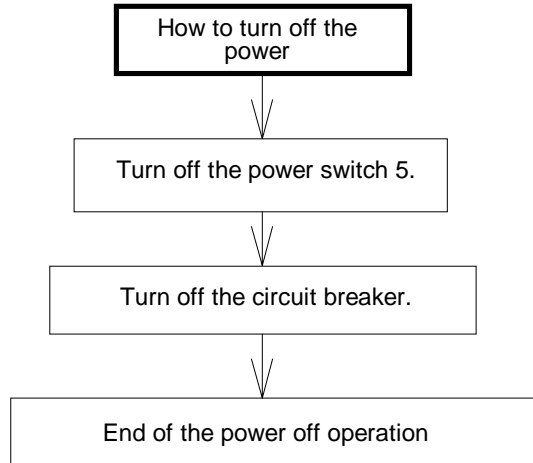 How to turn off the
power
Turn off the power switch 5.
Turn off the circuit breaker.
End of the power off operation